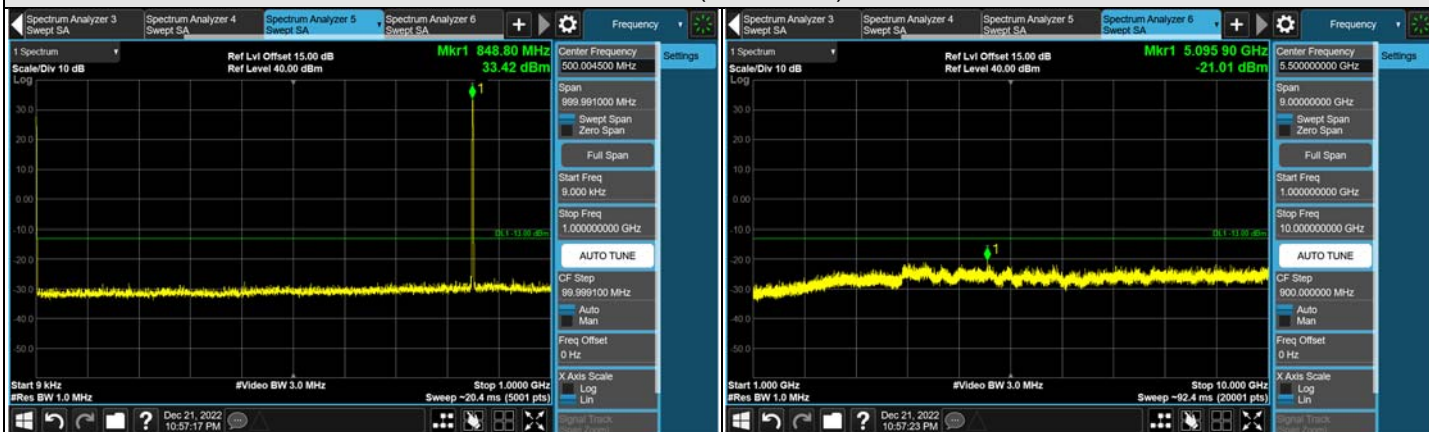 Spectrum Analyzer 3
Swept SA
Spectrum Analyzer 4
Swept SA
Spectrum Analyzer 5
Swept SA
Spectrum Analyzer 6
Swept SA
+
Frequency
1 Spectrum
Scale/Div 10 dB
Log
Ref Lvl Offset 15.00 dB
Ref Level 40.00 dBm
Mkr1 848.80 MHz
33.42 dBm
1
30.0
20.0
10.0
0.00
-10.0
-20.0
-30.0
-40.0
-50.0
DL1 -13.00 dBm
Start 9 kHz
#Res BW 1.0 MHz
#Video BW 3.0 MHz
Stop 1.0000 GHz
Sweep ~20.4 ms (5001 pts)
Center Frequency
500.004500 MHz
Span
999.991000 MHz
Swept Span
Zero Span
Full Span
Start Freq
9.000 kHz
Stop Freq
1.000000000 GHz
AUTO TUNE
CF Step
99.999100 MHz
Auto
Man
Freq Offset
0 Hz
X Axis Scale
Log
Lin
Signal Track
Settings
?
Dec 21, 2022
10:57:17 PM
Spectrum Analyzer 3
Swept SA
Spectrum Analyzer 4
Swept SA
Spectrum Analyzer 5
Swept SA
Spectrum Analyzer 6
Swept SA
+
Frequency
1 Spectrum
Scale/Div 10 dB
Log
Ref Lvl Offset 15.00 dB
Ref Level 40.00 dBm
Mkr1 5.095 90 GHz
-21.01 dBm
1
30.0
20.0
10.0
0.00
-10.0
-20.0
-30.0
-40.0
-50.0
DL1 -13.00 dBm
Start 1.000 GHz
#Res BW 1.0 MHz
#Video BW 3.0 MHz
Stop 10.000 GHz
Sweep ~92.4 ms (20001 pts)
Center Frequency
5.50000000 GHz
Span
9.00000000 GHz
Swept Span
Zero Span
Full Span
Start Freq
1.000000000 GHz
Stop Freq
10.000000000 GHz
AUTO TUNE
CF Step
900.000000 MHz
Auto
Man
Freq Offset
0 Hz
X Axis Scale
Log
Lin
Signal Track
Settings
?
Dec 21, 2022
10:57:23 PM